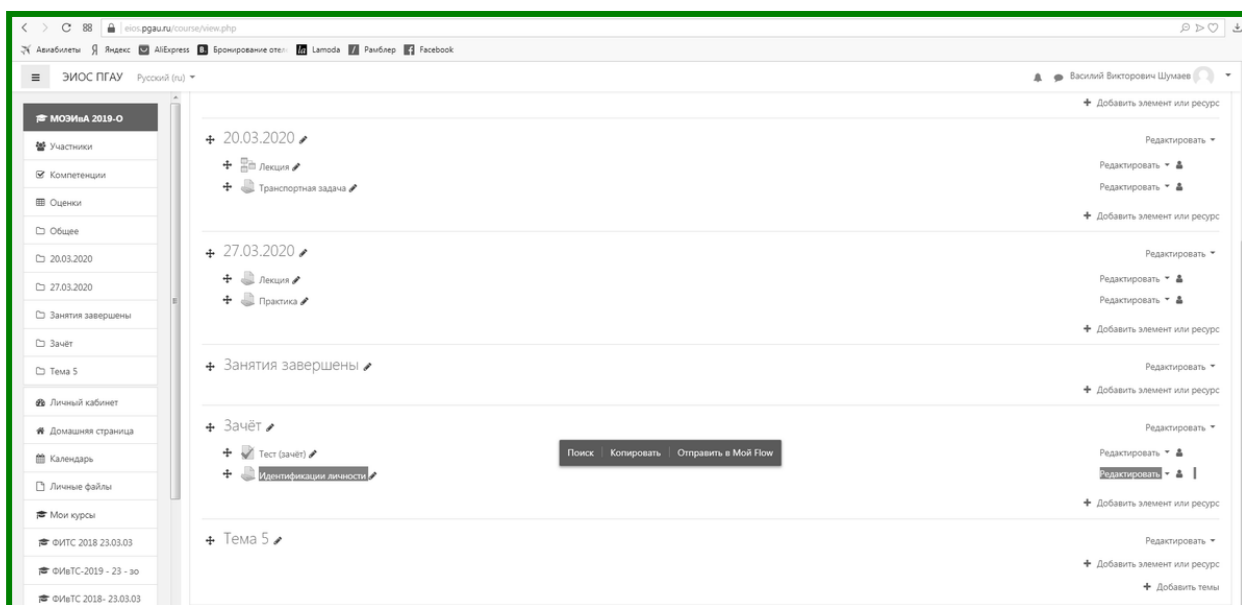 eios.pgau.ru/course/view.php
Авиабилеты Яндекс AliExpress Бронирование отел Lamoda Рамблер Facebook
ЭИОС ПГАУ Русский (ru) Василий Викторович Шумаев
Добавить элемент или ресурс
МОЭИвА 2019-О
20.03.2020 Редактировать
Участники
Лекция Редактировать
Компетенции
Транспортная задача Редактировать
Оценки
Добавить элемент или ресурс
Общее
27.03.2020 Редактировать
20.03.2020
Лекция Редактировать
27.03.2020
Практика Редактировать
Занятия завершены
Добавить элемент или ресурс
Зачёт
Занятия завершены Редактировать
Тема 5
Добавить элемент или ресурс
Личный кабинет
Зачёт Редактировать
Домашняя страница
Тест (зачёт) Поиск Копировать Отправить в Мой Flow Редактировать
Календарь
Идентификации личности Редактировать
Личные файлы
Добавить элемент или ресурс
Мои курсы
Тема 5 Редактировать
ФИТС 2018 23.03.03
Добавить элемент или ресурс
ФИвТС-2019 - 23 - зо
Добавить темы
ФИвТС 2018- 23.03.03